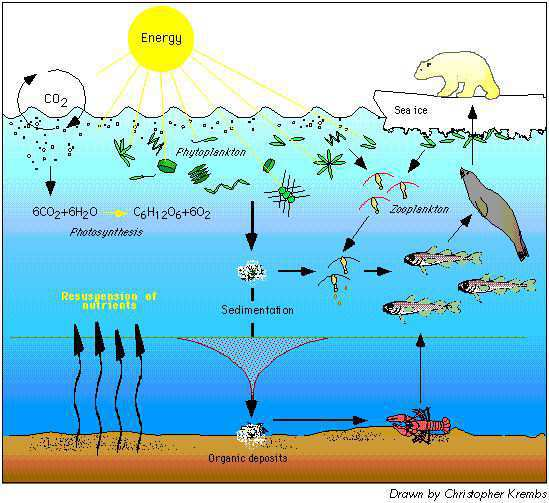 Energy
CO2
Sea ice
Phytoplankton
Zooplankton
6CO2+6H2O C6H12O6+6O2
Photosynthesis
Resuspension of
nutrients
Sedimentation
Organic deposits
Drawn by Christopher Krembs